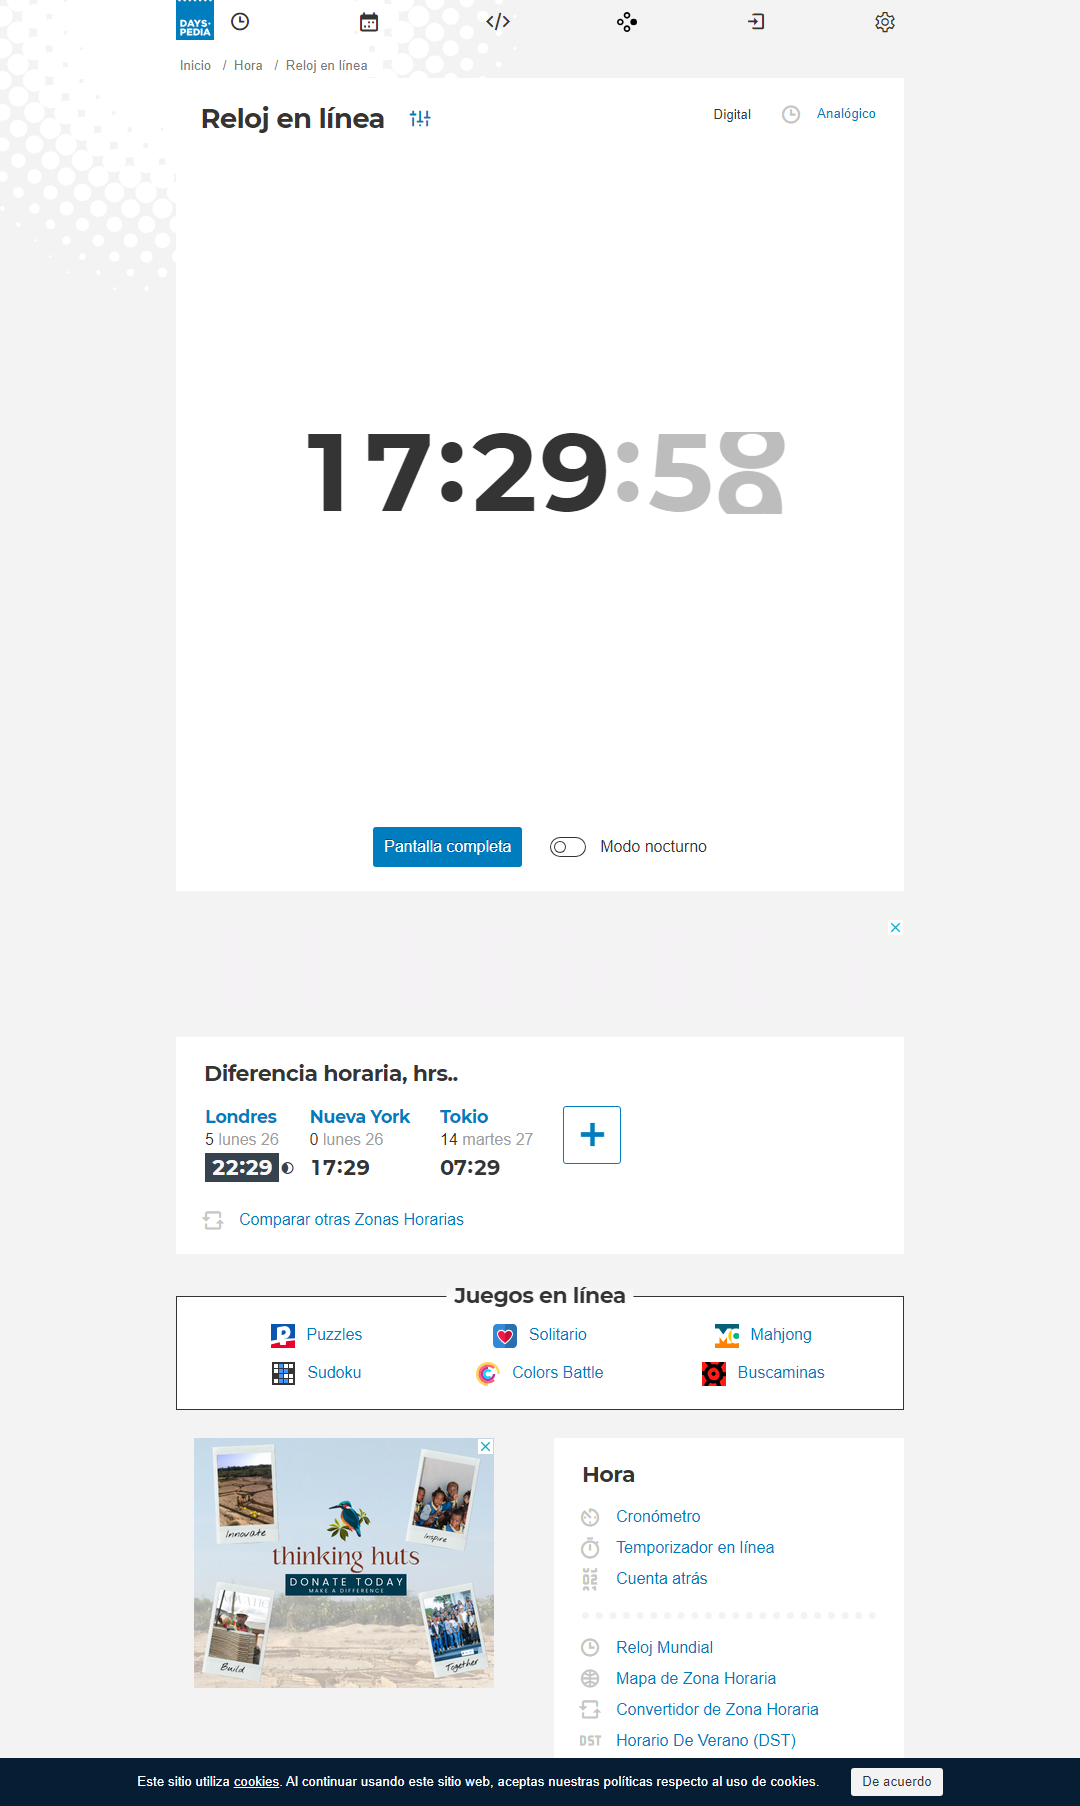 DAYS·
PEDIA
Inicio / Hora / Reloj en línea
Reloj en línea
Digital
Analógico
17:29:58
Pantalla completa
Modo nocturno
Diferencia horaria, hrs..
Londres
5 lunes 26
22:29
Nueva York
0 lunes 26
17:29
Tokio
14 martes 27
07:29
Comparar otras Zonas Horarias
Juegos en línea
Puzzles
Solitario
Mahjong
Sudoku
Colors Battle
Buscaminas
Innovate
Inspire
thinking huts
DONATE TODAY
MAKE A DIFFERENCE
Build
Together
Hora
Cronómetro
Temporizador en línea
Cuenta atrás
Reloj Mundial
Mapa de Zona Horaria
Convertidor de Zona Horaria
DST Horario De Verano (DST)
Este sitio utiliza cookies. Al continuar usando este sitio web, aceptas nuestras políticas respecto al uso de cookies.
De acuerdo